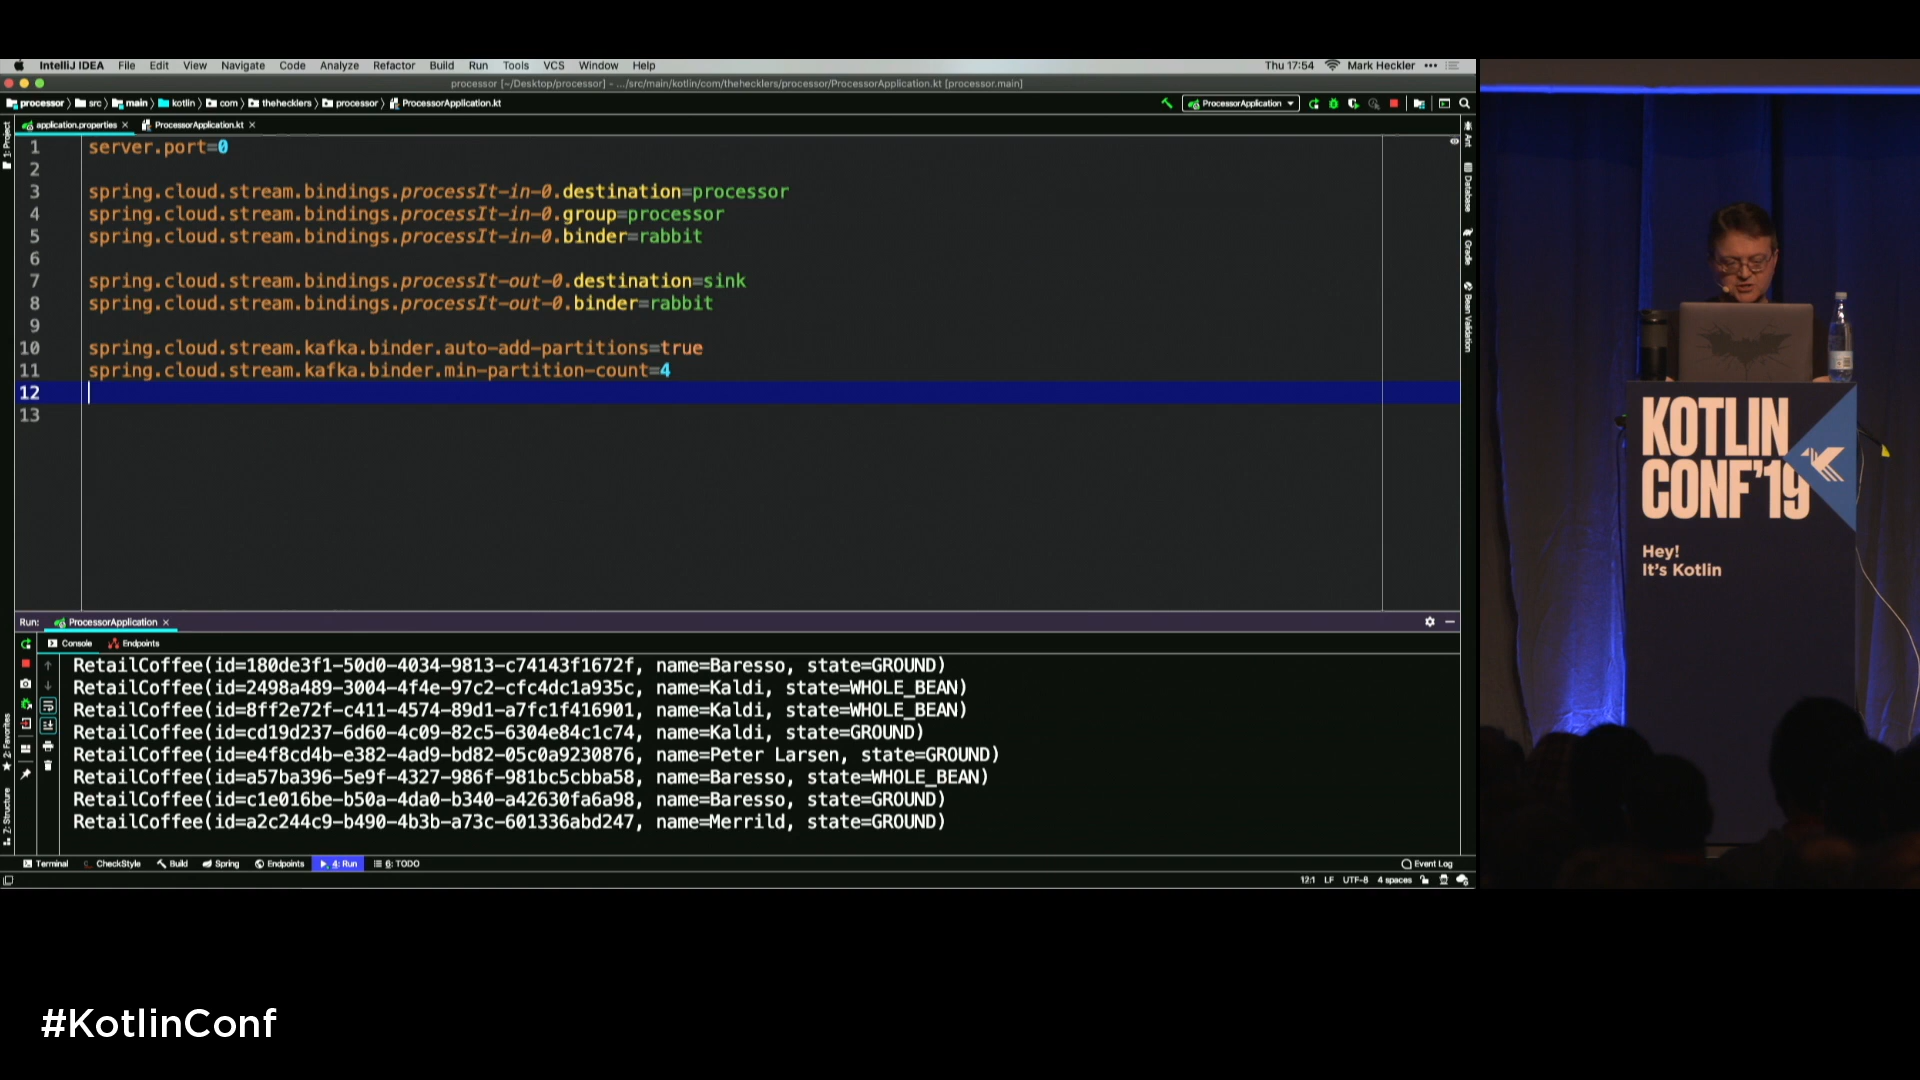 IntelliJ IDEA File Edit View Navigate Code Analyze Refactor Build Run Tools VCS Window Help Thu 17:54 Mark Heckler
processor [~/Desktop/processor] - .../src/main/kotlin/com/thehecklers/processor/ProcessorApplication.kt [processor.main]
processor src main kotlin com thehecklers processor ProcessorApplication.kt ProcessorApplication
application.properties ProcessorApplication.kt
1 server.port=0
2
3 spring.cloud.stream.bindings.processIt-in-0.destination=processor
4 spring.cloud.stream.bindings.processIt-in-0.group=processor
5 spring.cloud.stream.bindings.processIt-in-0.binder=rabbit
6
7 spring.cloud.stream.bindings.processIt-out-0.destination=sink
8 spring.cloud.stream.bindings.processIt-out-0.binder=rabbit
9
10 spring.cloud.stream.kafka.binder.auto-add-partitions=true
11 spring.cloud.stream.kafka.binder.min-partition-count=4
12
13
1: Project
2: Favorites
Z: Structure
Ant
Database
Gradle
Bean Validation
Run: ProcessorApplication
Console Endpoints
RetailCoffee(id=180de3f1-50d0-4034-9813-c74143f1672f, name=Baresso, state=GROUND)
RetailCoffee(id=2498a489-3004-4f4e-97c2-cfc4dc1a935c, name=Kaldi, state=WHOLE_BEAN)
RetailCoffee(id=8ff2e72f-c411-4574-89d1-a7fc1f416901, name=Kaldi, state=WHOLE_BEAN)
RetailCoffee(id=cd19d237-6d60-4c09-82c5-6304e84c1c74, name=Kaldi, state=GROUND)
RetailCoffee(id=e4f8cd4b-e382-4ad9-bd82-05c0a9230876, name=Peter Larsen, state=GROUND)
RetailCoffee(id=a57ba396-5e9f-4327-986f-981bc5cbba58, name=Baresso, state=WHOLE_BEAN)
RetailCoffee(id=c1e016be-b50a-4da0-b340-a42630fa6a98, name=Baresso, state=GROUND)
RetailCoffee(id=a2c244c9-b490-4b3b-a73c-601336abd247, name=Merrild, state=GROUND)
Terminal CheckStyle Build Spring Endpoints 4: Run 6: TODO Event Log
12:1 LF UTF-8 4 spaces
KOTLIN
CONF'19
Hey!
It's Kotlin
#KotlinConf